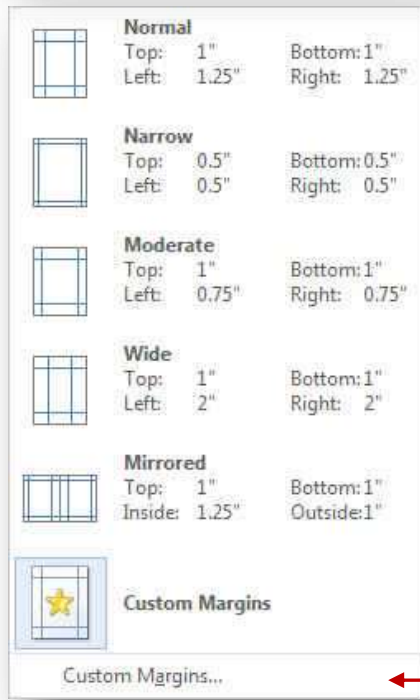 Normal
Top: 1" Bottom: 1"
Left: 1.25" Right: 1.25"
Narrow
Top: 0.5" Bottom: 0.5"
Left: 0.5" Right: 0.5"
Moderate
Top: 1" Bottom: 1"
Left: 0.75" Right: 0.75"
Wide
Top: 1" Bottom: 1"
Left: 2" Right: 2"
Mirrored
Top: 1" Bottom: 1"
Inside: 1.25" Outside: 1"
Custom Margins
Custom Margins...